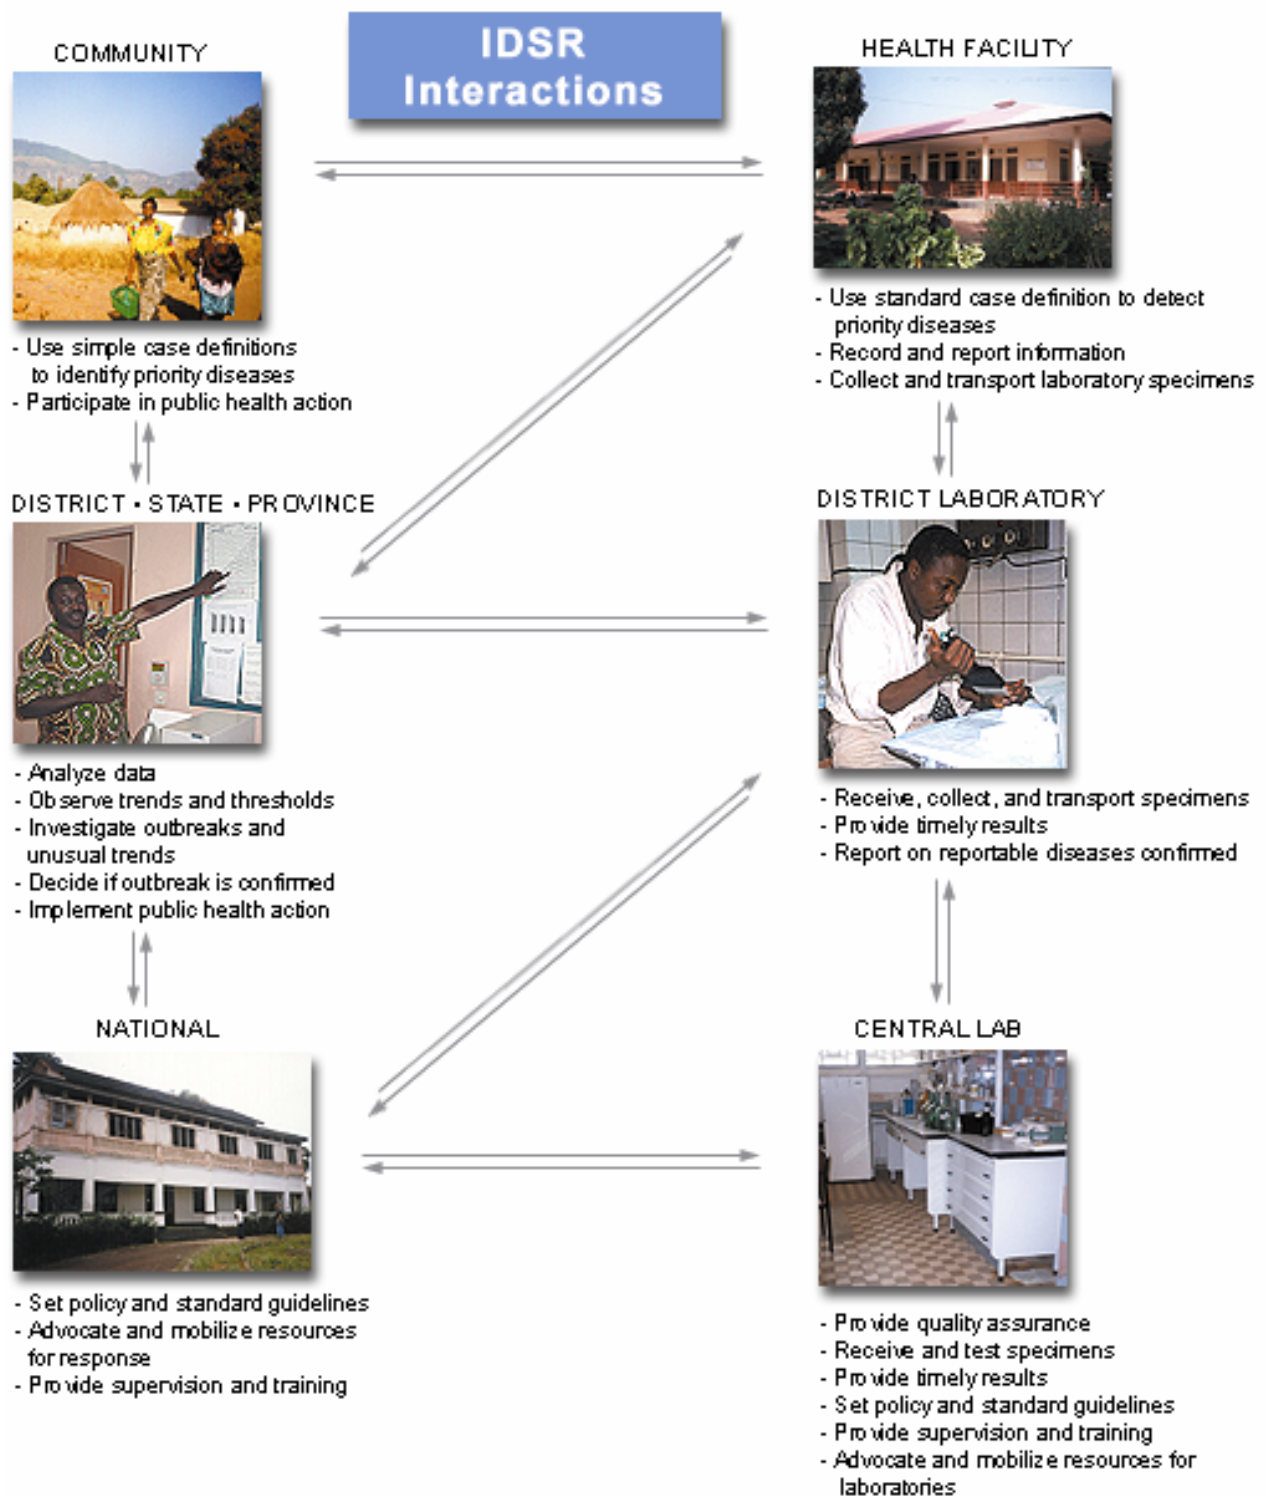 IDSR
Interactions
COMMUNITY
- Use simple case definitions
to identify priority diseases
- Participate in public health action
HEALTH FACILITY
- Use standard case definition to detect
priority diseases
- Record and report information
- Collect and transport laboratory specimens
DISTRICT • STATE • PROVINCE
- Analyze data
- Observe trends and thresholds
- Investigate outbreaks and
unusual trends
- Decide if outbreak is confirmed
- Implement public health action
DISTRICT LABORATORY
- Receive, collect, and transport specimens
- Provide timely results
- Report on reportable diseases confirmed
NATIONAL
- Set policy and standard guidelines
- Advocate and mobilize resources
for response
- Provide supervision and training
CENTRAL LAB
- Provide quality assurance
- Receive and test specimens
- Provide timely results
- Set policy and standard guidelines
- Provide supervision and training
- Advocate and mobilize resources for
laboratories